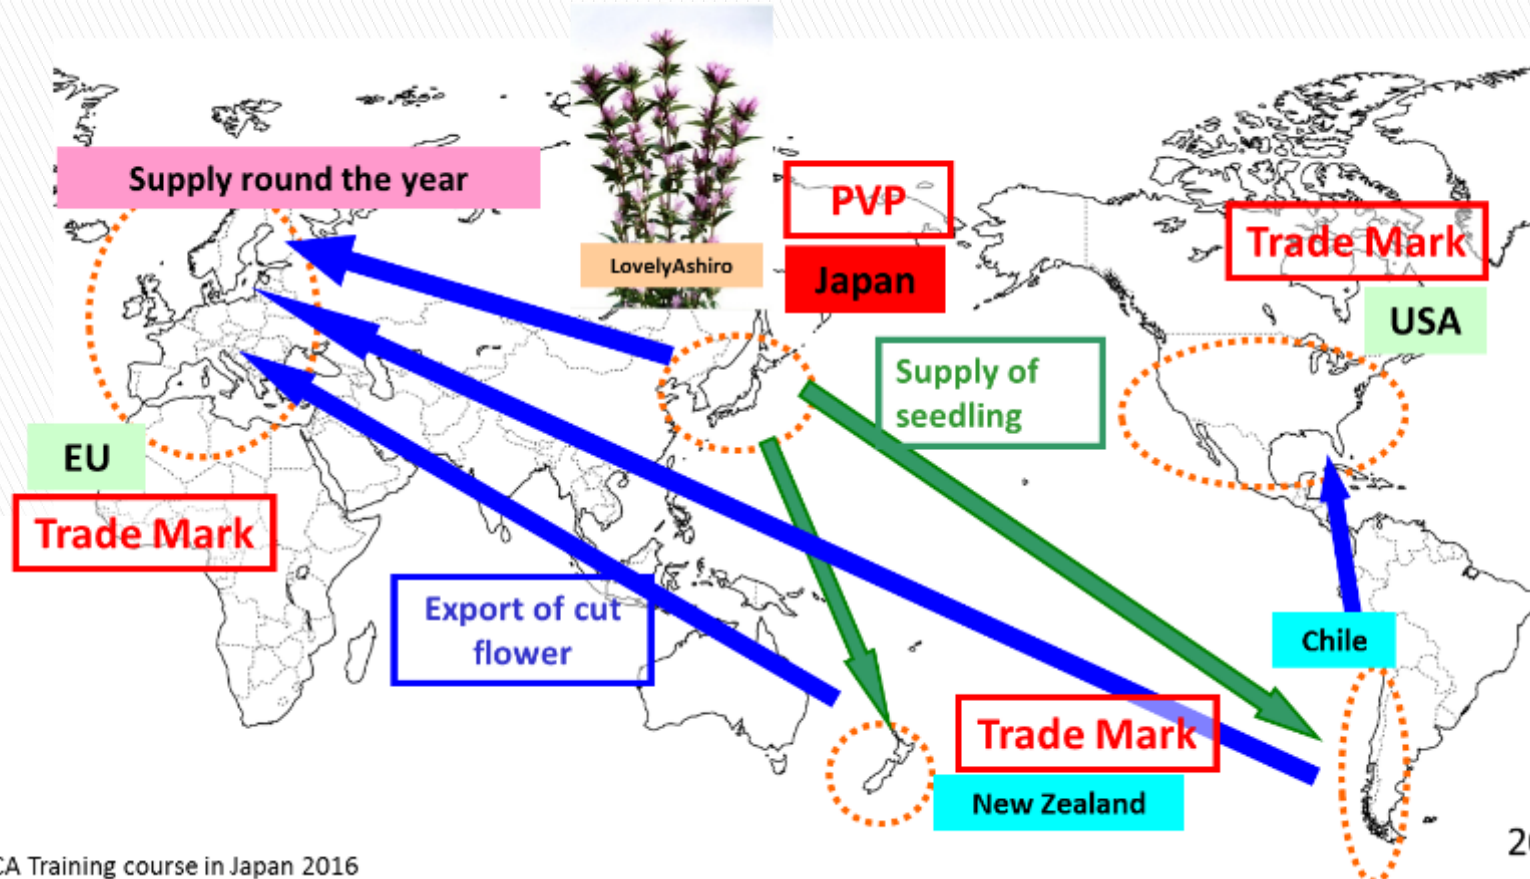 Supply round the year
LovelyAshiro
PVP
Japan
Trade Mark
USA
Supply of
seedling
EU
Trade Mark
Export of cut
flower
Chile
Trade Mark
New Zealand
CA Training course in Japan 2016